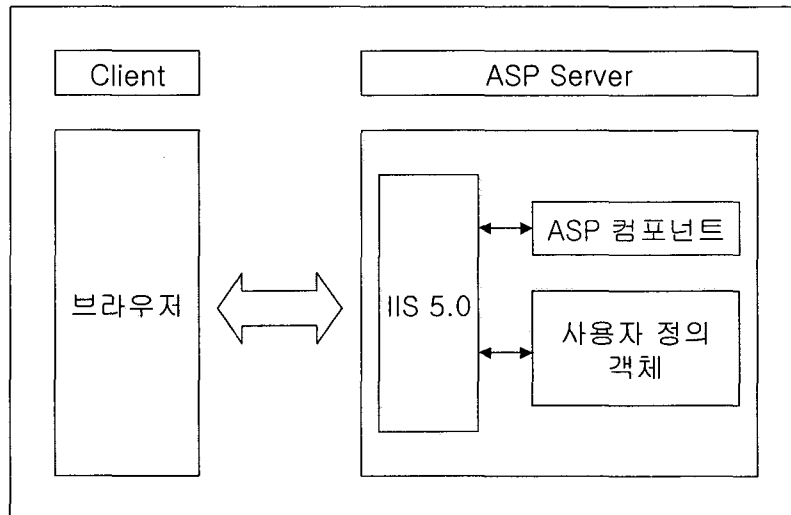 Client
ASP Server
브라우저
IIS 5.0
ASP 컴포넌트
사용자 정의
객체